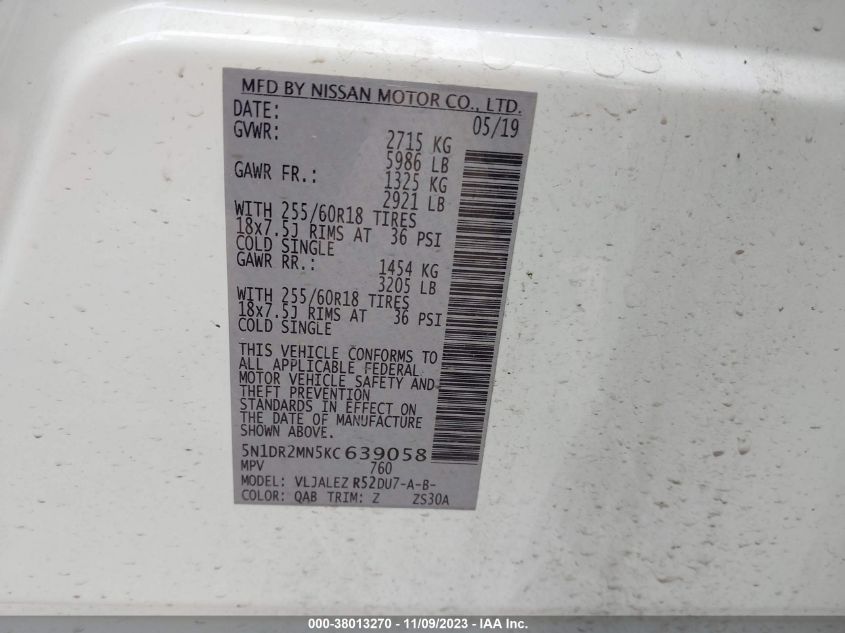 MFD BY NISSAN MOTOR CO., LTD.
DATE: 05/19
GVWR: 2715 KG
5986 LB
GAWR FR.: 1325 KG
2921 LB
WITH 255/60R18 TIRES
18x7.5J RIMS AT 36 PSI
COLD SINGLE
GAWR RR.: 1454 KG
3205 LB
WITH 255/60R18 TIRES
18x7.5J RIMS AT 36 PSI
COLD SINGLE
THIS VEHICLE CONFORMS TO
ALL APPLICABLE FEDERAL
MOTOR VEHICLE SAFETY AND
THEFT PREVENTION
STANDARDS IN EFFECT ON
THE DATE OF MANUFACTURE
SHOWN ABOVE.
5N1DR2MN5KC639058
MPV 760
MODEL: VLJALEZ R52DU7-A-B-
COLOR: QAB TRIM: Z ZS30A
000-38013270 - 11/09/2023 - IAA Inc.